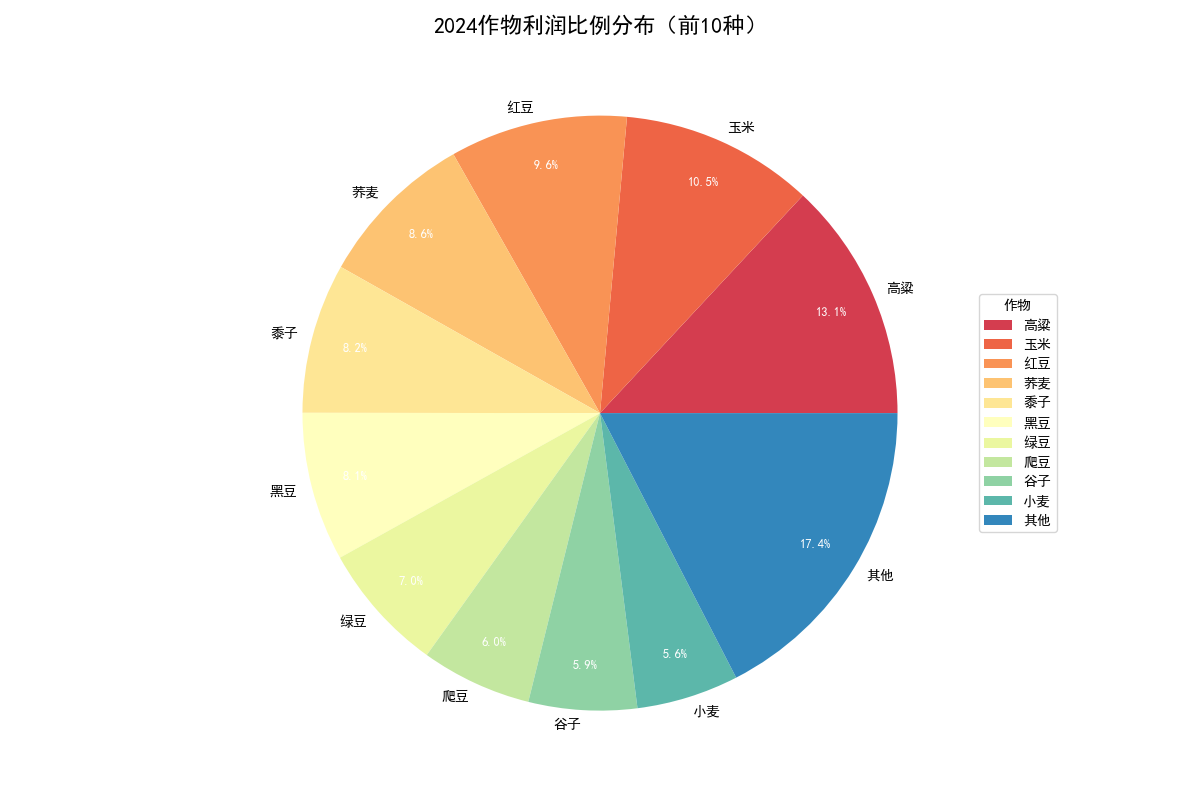 2024作物利润比例分布（前10种）
红豆
玉米
9.6%
10.5%
荞麦
8.6%
高粱
13.1%
黍子
8.2%
黑豆
绿豆
7.0%
17.4%
其他
6.0%
5.9%
5.6%
爬豆
谷子
小麦
作物
高粱
玉米
红豆
荞麦
黍子
黑豆
绿豆
爬豆
谷子
小麦
其他